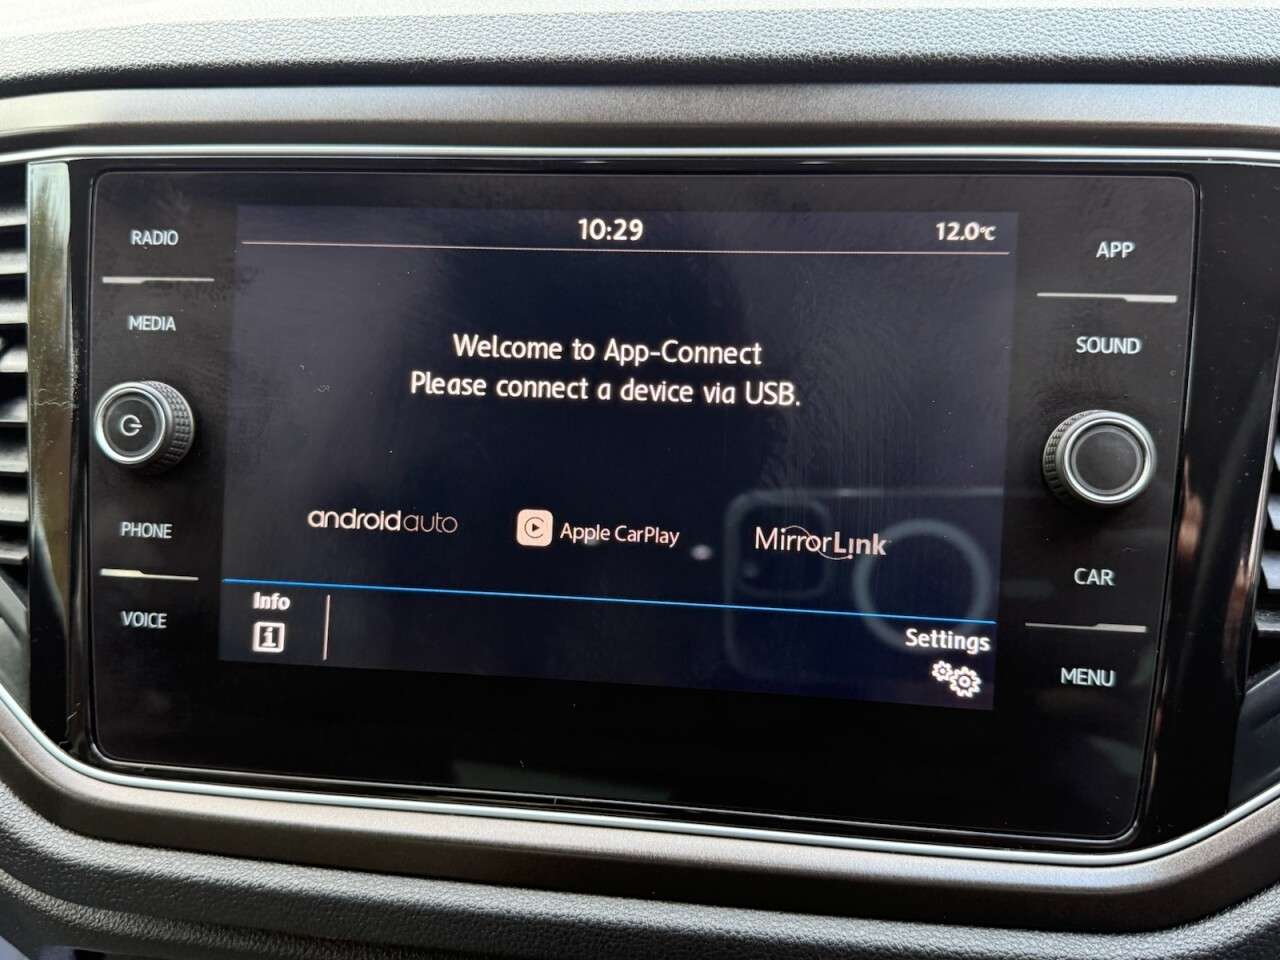 10:29
12.0°C
RADIO
MEDIA
PHONE
VOICE
Welcome to App-Connect
Please connect a device via USB.
androidauto
Apple CarPlay
MirrorLink
Info
i
Settings
APP
SOUND
CAR
MENU